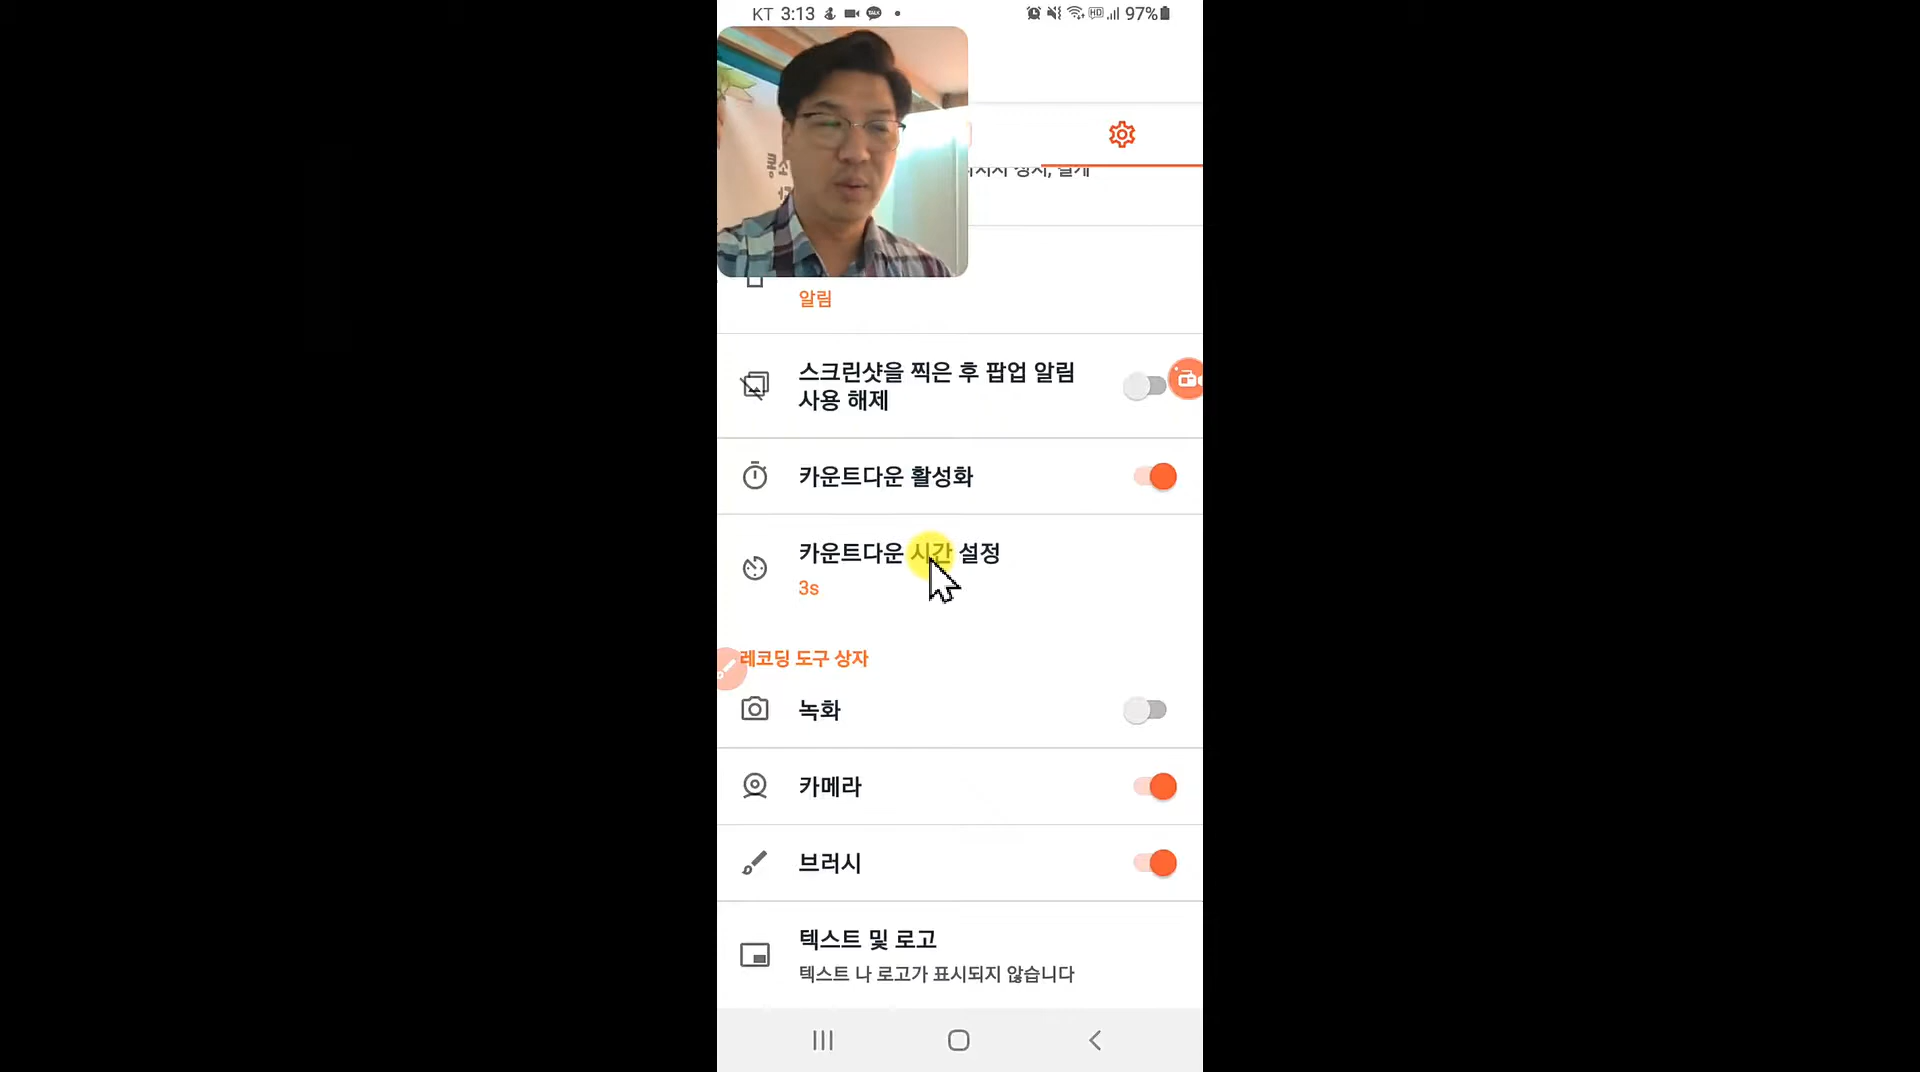 KT 3:13
HD 97%
알림
스크린샷을 찍은 후 팝업 알림
사용 해제
카운트다운 활성화
카운트다운 시간 설정
3s
레코딩 도구 상자
녹화
카메라
브러시
텍스트 및 로고
텍스트 나 로고가 표시되지 않습니다